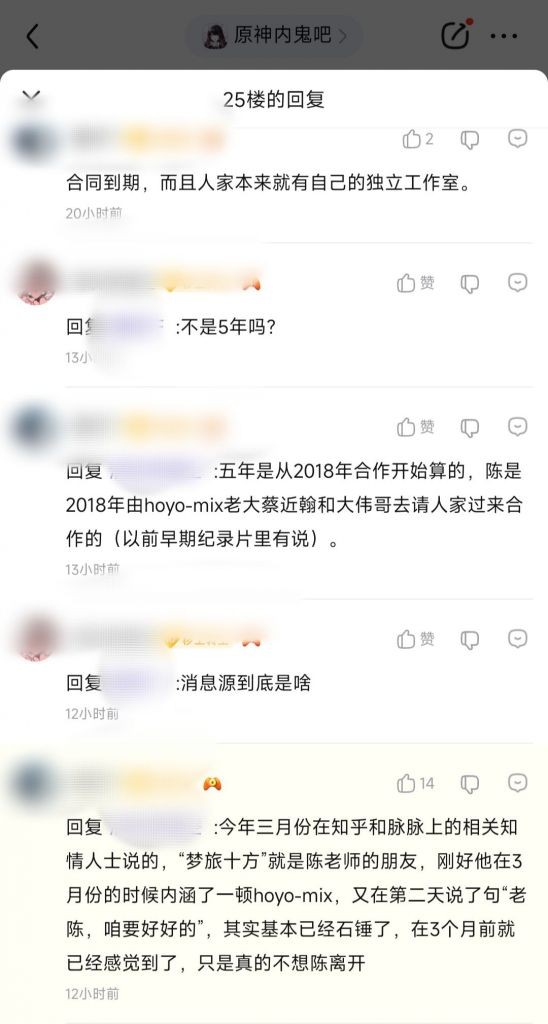 原神内鬼吧
25楼的回复
2
合同到期，而且人家本来就有自己的独立工作室。
20小时前
赞
回复 :不是5年吗？
13小
赞
回复 :五年是从2018年合作开始算的，陈是
2018年由hoyo-mix老大蔡近翰和大伟哥去请人家过来合
作的（以前早期纪录片里有说）。
13小时前
赞
回复 :消息源到底是啥
12小时前
14
回复 :今年三月份在知乎和脉脉上的相关知
情人士说的，“梦旅十方”就是陈老师的朋友，刚好他在3
月份的时候内涵了一顿hoyo-mix，又在第二天说了句“老
陈，咱要好好的”，其实基本已经石锤了，在3个月前就
已经感觉到了，只是真的不想陈离开
12小时前